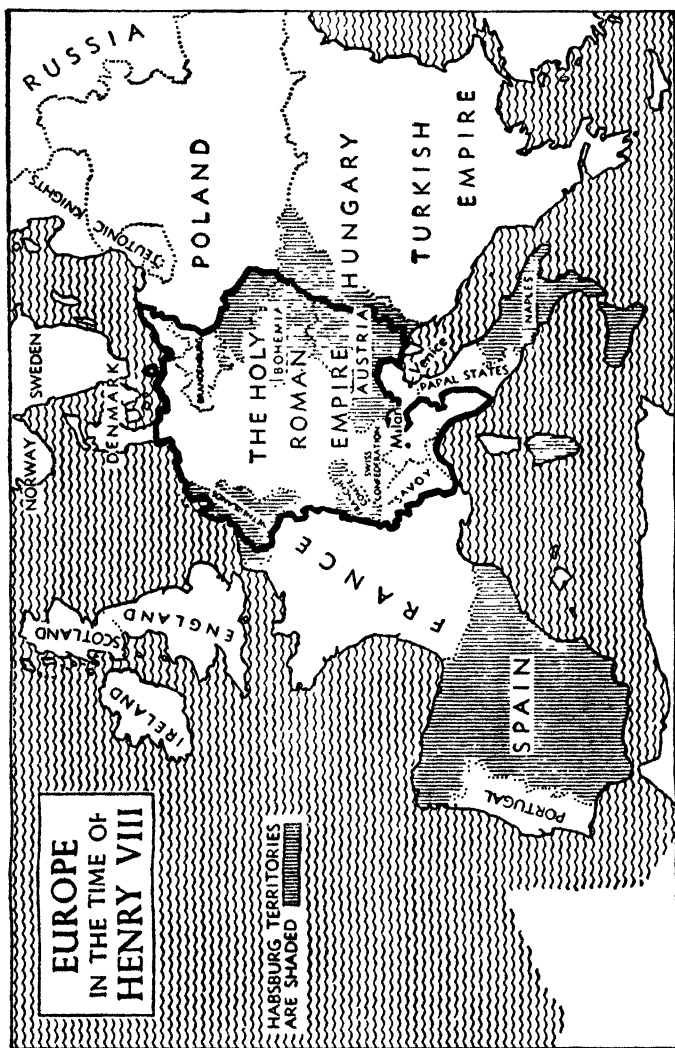 EUROPE
IN THE TIME OF
HENRY VIII
HABSBURG TERRITORIES
ARE SHADED
NORWAY
SWEDEN
RUSSIA
DENMARK
TEUTONIC KNIGHTS
SCOTLAND
IRELAND
ENGLAND
POLAND
BRANDENBURG
THE HOLY
ROMAN
EMPIRE
BOHEMIA
AUSTRIA
HUNGARY
TURKISH
EMPIRE
FRANCE
SWISS
CONFEDERATION
SAVOY
Milan
Venice
PAPAL STATES
NAPLES
SPAIN
PORTUGAL